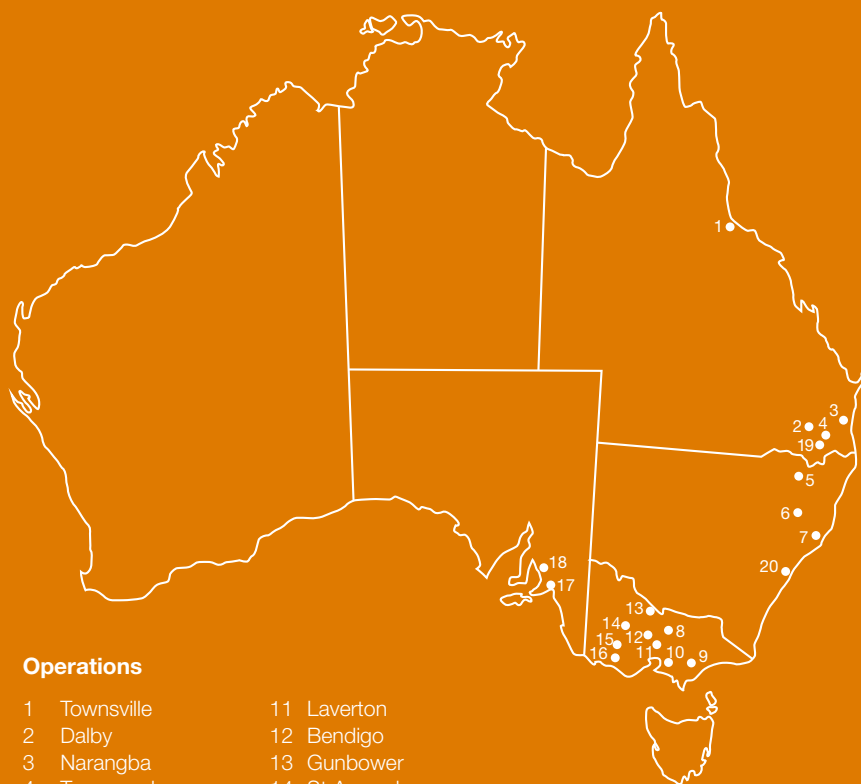 1
3
2
4
19
5
6
7
20
18
17
13
14
12
8
15
11
10
9
16
Operations
1 Townsville
2 Dalby
3 Narangba
11 Laverton
12 Bendigo
13 Gunbower